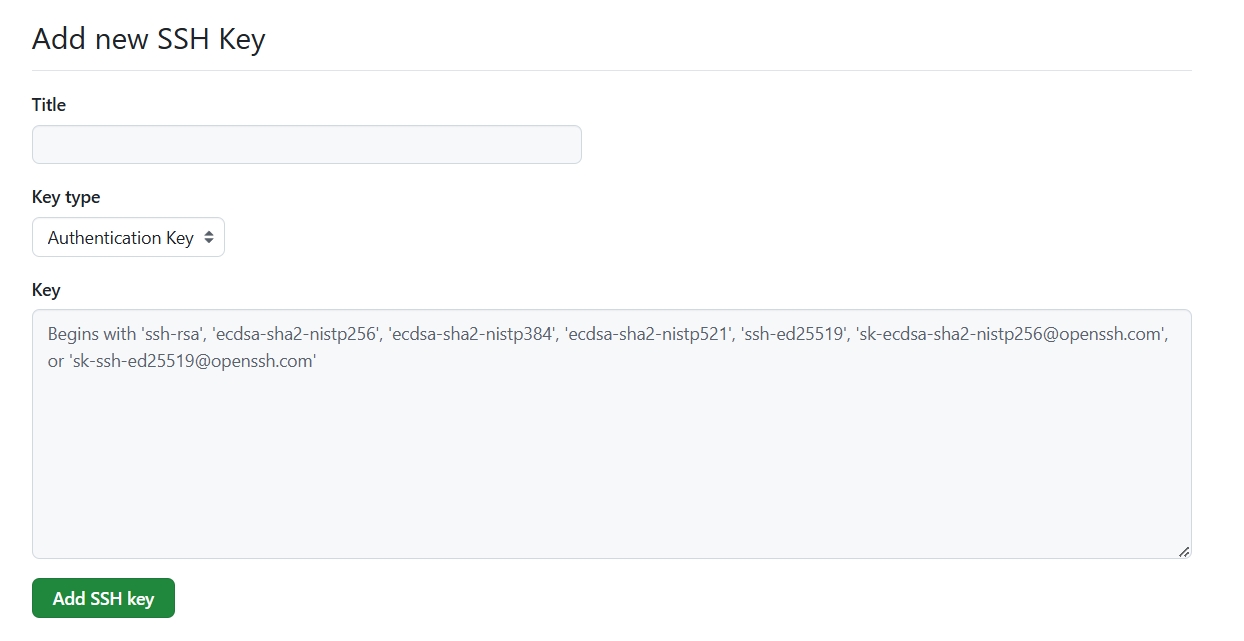 Add new SSH Key
Title
Key type
Authentication Key
Key
Begins with 'ssh-rsa', 'ecdsa-sha2-nistp256', 'ecdsa-sha2-nistp384', 'ecdsa-sha2-nistp521', 'ssh-ed25519', 'sk-ecdsa-sha2-nistp256@openssh.com',
or 'sk-ssh-ed25519@openssh.com'
Add SSH key